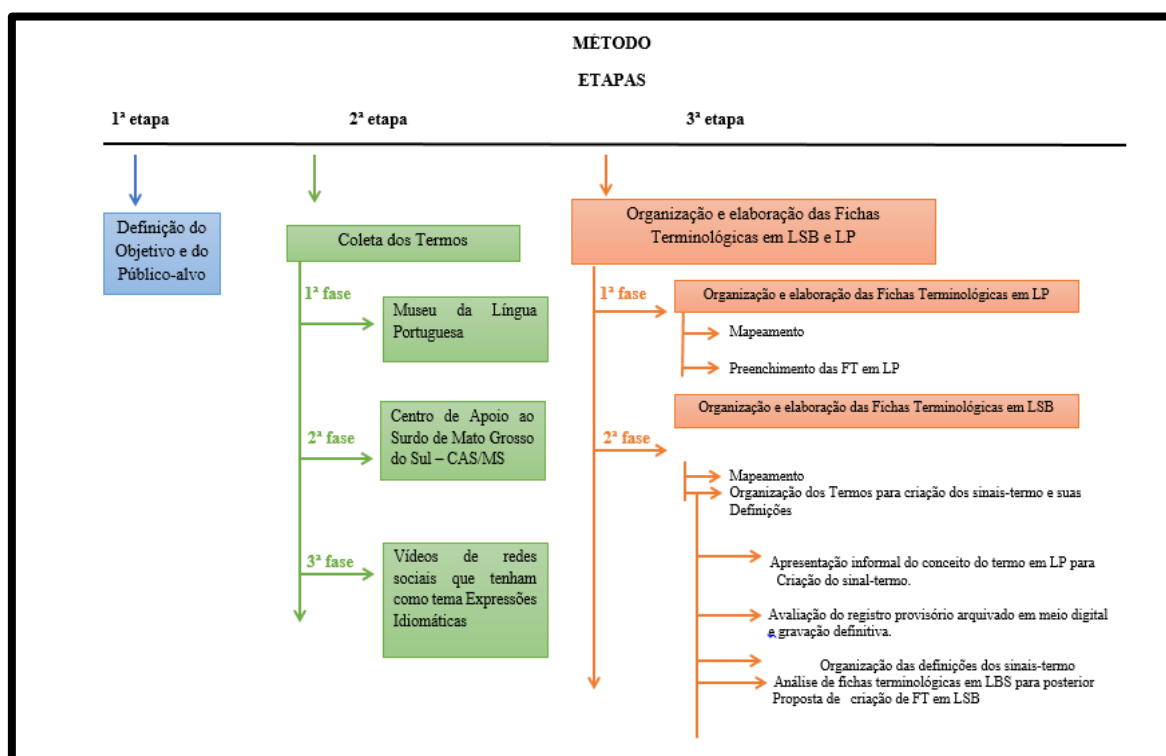 MÉTODO
ETAPAS
1ª etapa
2ª etapa
3ª etapa
Definição do
Objetivo e do
Público-alvo
Coleta dos Termos
1ª fase
Museu da Língua
Portuguesa
2ª fase
Centro de Apoio ao
Surdo de Mato Grosso
do Sul – CAS/MS
3ª fase
Vídeos de redes
sociais que tenham
como tema Expressões
Idiomáticas
Organização e elaboração das Fichas
Terminológicas em LSB e LP
1ª fase
Organização e elaboração das Fichas Terminológicas em LP
Mapeamento
Preenchimento das FT em LP
Organização e elaboração das Fichas Terminológicas em LSB
2ª fase
Mapeamento
Organização dos Termos para criação dos sinais-termo e suas
Definições
Apresentação informal do conceito do termo em LP para
Criação do sinal-termo.
Avaliação do registro provisório arquivado em meio digital
e gravação definitiva.
Organização das definições dos sinais-termo
Análise de fichas terminológicas em LBS para posterior
Proposta de criação de FT em LSB